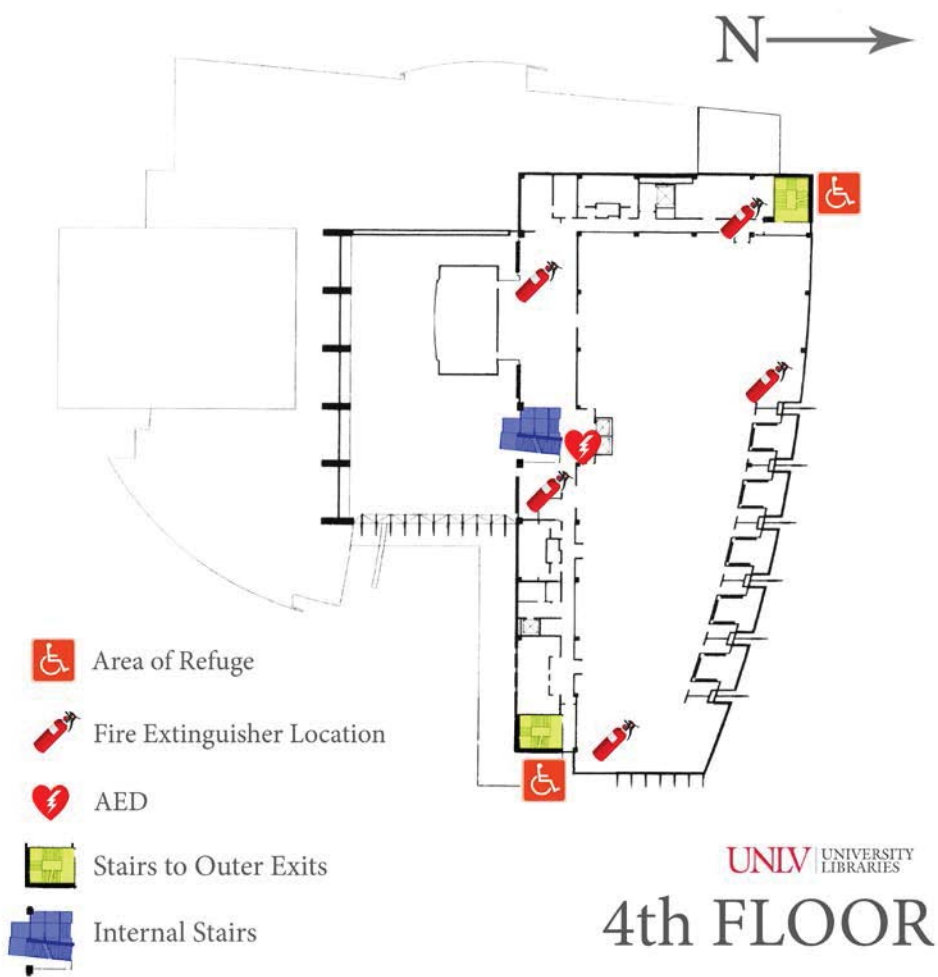 N
Area of Refuge
Fire Extinguisher Location
AED
Stairs to Outer Exits
Internal Stairs
UNLV UNIVERSITY
LIBRARIES
4th FLOOR